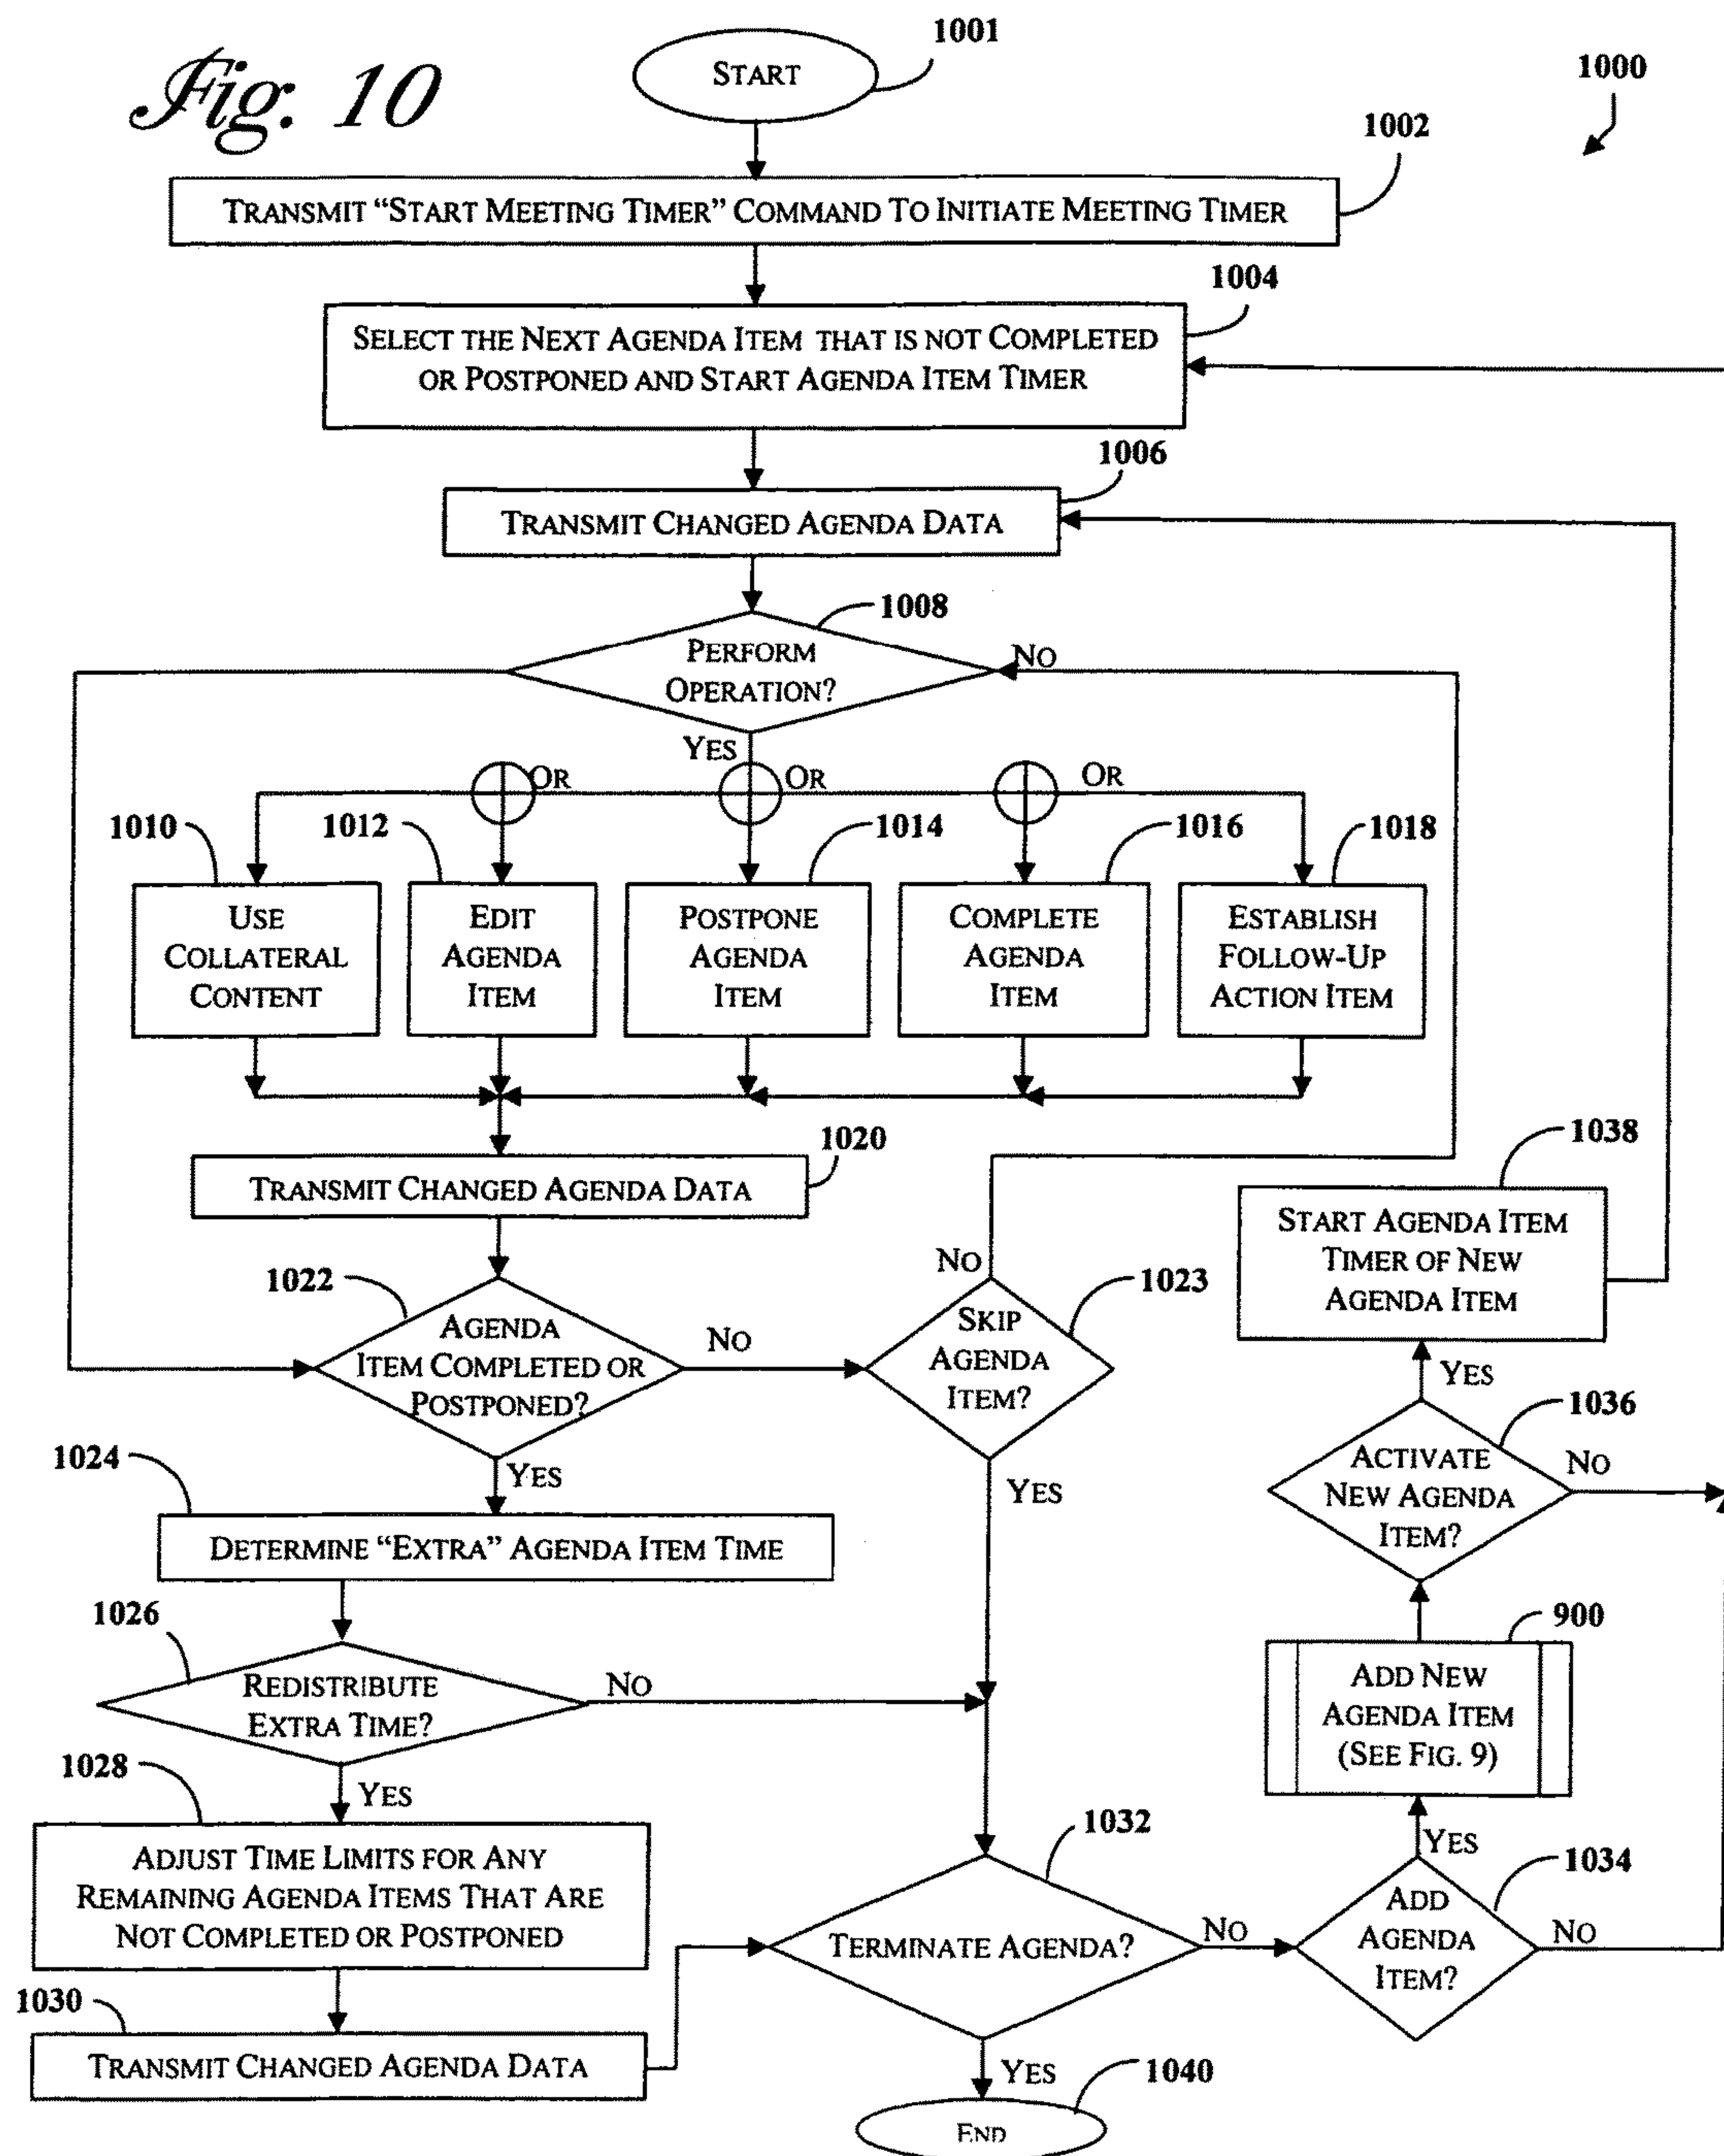 Fig. 10
1001
START
1000
1002
TRANSMIT “START MEETING TIMER” COMMAND TO INITIATE MEETING TIMER
1004
SELECT THE NEXT AGENDA ITEM THAT IS NOT COMPLETED
OR POSTPONED AND START AGENDA ITEM TIMER
1006
TRANSMIT CHANGED AGENDA DATA
1008
PERFORM
OPERATION?
NO
YES
OR
OR
OR
1010
1012
1014
1016
1018
USE
COLLATERAL
CONTENT
EDIT
AGENDA
ITEM
POSTPONE
AGENDA
ITEM
COMPLETE
AGENDA
ITEM
ESTABLISH
FOLLOW-UP
ACTION ITEM
1020
TRANSMIT CHANGED AGENDA DATA
1038
START AGENDA ITEM
TIMER OF NEW
AGENDA ITEM
1022
AGENDA
ITEM COMPLETED OR
POSTPONED?
NO
NO
1023
SKIP
AGENDA
ITEM?
YES
1036
ACTIVATE
NEW AGENDA
ITEM?
NO
1024
YES
YES
DETERMINE “EXTRA” AGENDA ITEM TIME
1026
REDISTRIBUTE
EXTRA TIME?
NO
900
ADD NEW
AGENDA ITEM
(SEE FIG. 9)
1028
YES
ADJUST TIME LIMITS FOR ANY
REMAINING AGENDA ITEMS THAT ARE
NOT COMPLETED OR POSTPONED
1032
TERMINATE AGENDA?
NO
YES
1034
ADD
AGENDA
ITEM?
NO
1030
TRANSMIT CHANGED AGENDA DATA
YES
1040
END